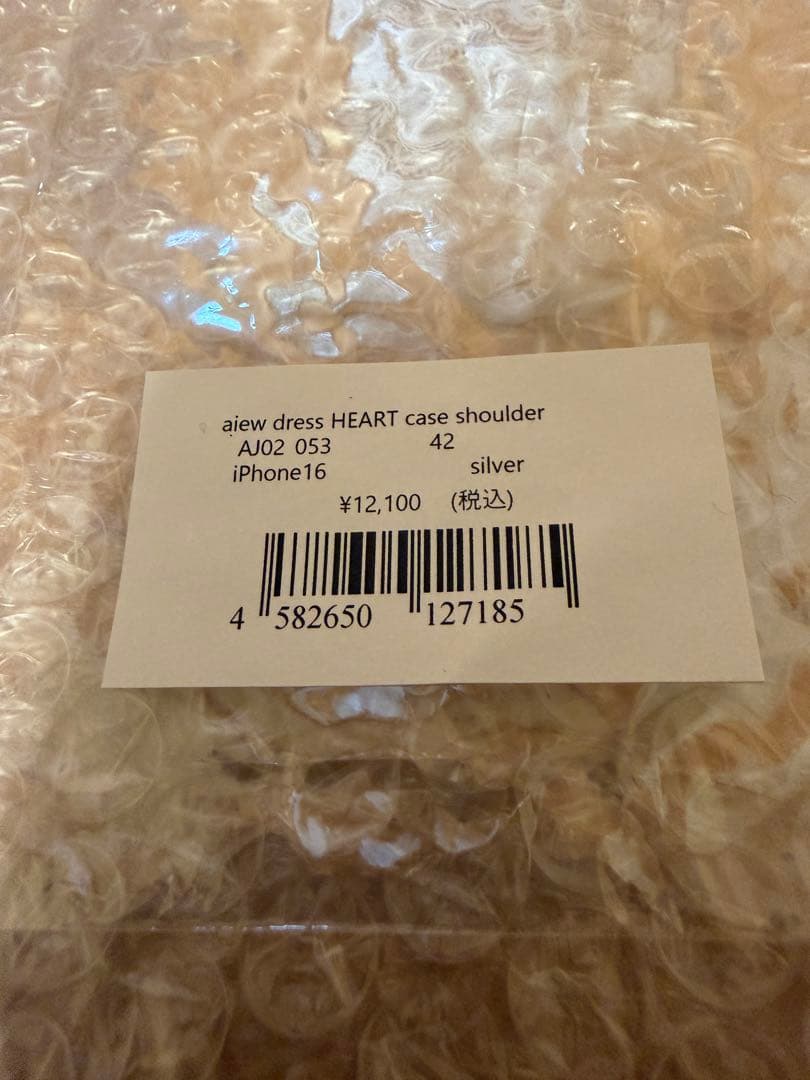 aiew dress HEART case shoulder
AJ02 053 42
iPhone16 silver
¥12,100 (税込)
4 582650 127185